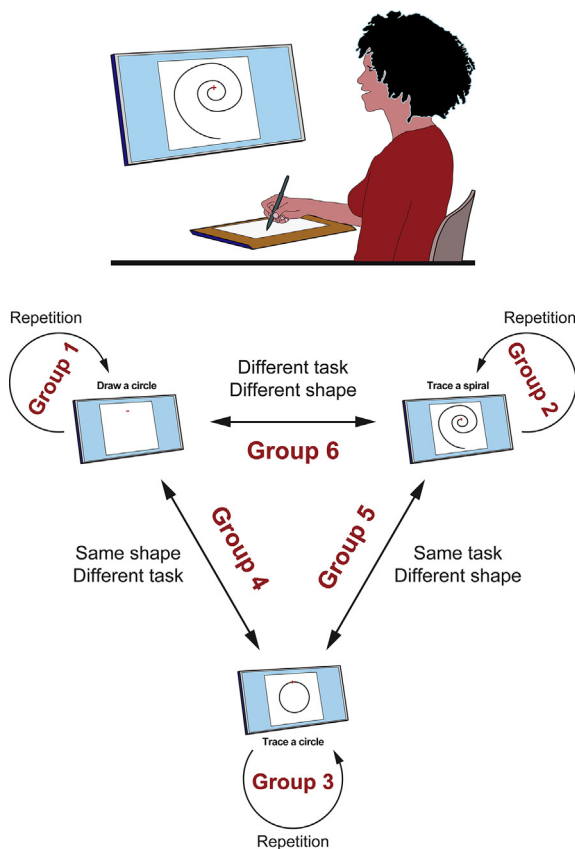 Repetition
Repetition
Group 1
Draw a circle
Different task
Different shape
Group 6
Trace a spiral
Group 2
Same shape
Different task
Group 4
Group 5
Same task
Different shape
Trace a circle
Group 3
Repetition